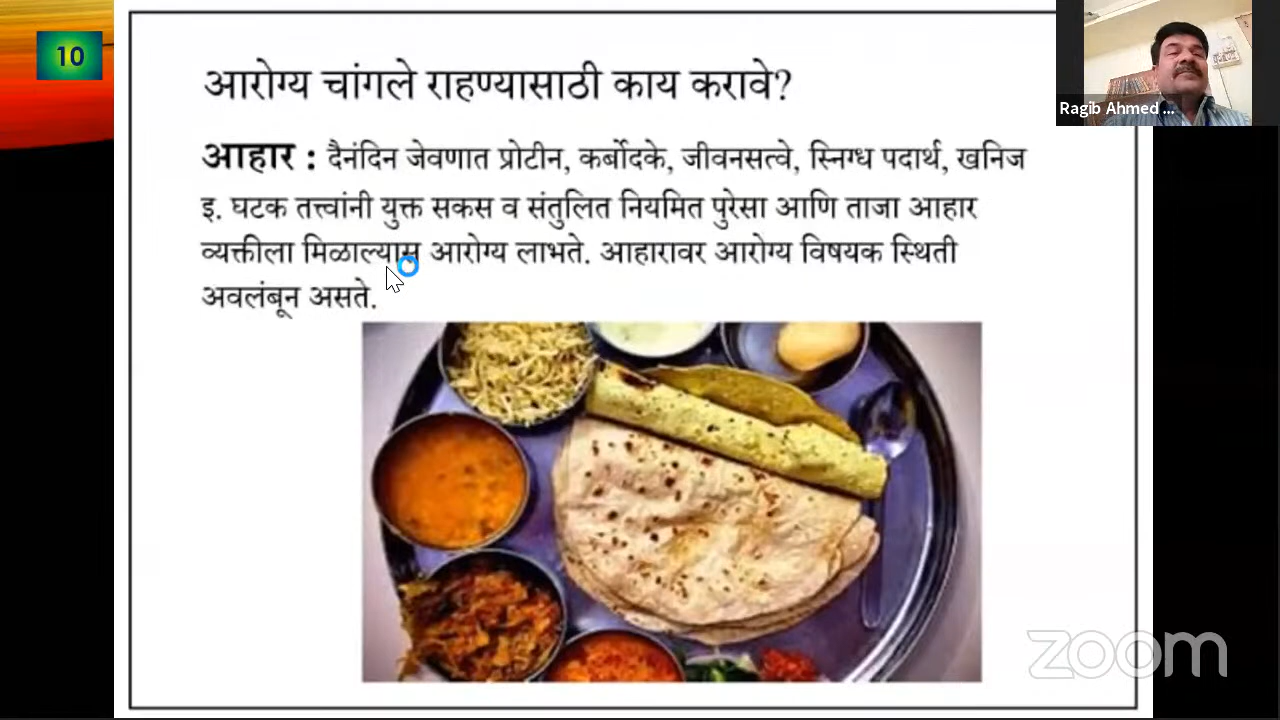 10
आरोग्य चांगले राहण्यासाठी काय करावे?
आहार : दैनंदिन जेवणात प्रोटीन, कर्बोदके, जीवनसत्वे, स्निग्ध पदार्थ, खनिज
इ. घटक तत्त्वांनी युक्त सकस व संतुलित नियमित पुरेसा आणि ताजा आहार
व्यक्तीला मिळाल्यास आरोग्य लाभते. आहारावर आरोग्य विषयक स्थिती
अवलंबून असते.
Ragib Ahmed ...
zoom